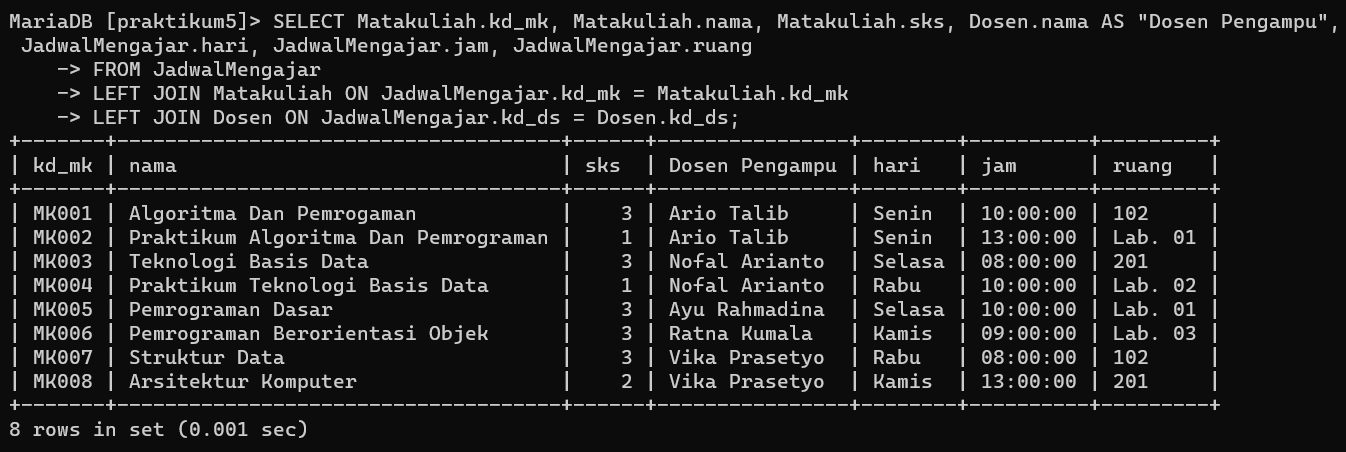 MariaDB [praktikum5]> SELECT Matakuliah.kd_mk, Matakuliah.nama, Matakuliah.sks, Dosen.nama AS "Dosen Pengampu",
 JadwalMengajar.hari, JadwalMengajar.jam, JadwalMengajar.ruang
    -> FROM JadwalMengajar
    -> LEFT JOIN Matakuliah ON JadwalMengajar.kd_mk = Matakuliah.kd_mk
    -> LEFT JOIN Dosen ON JadwalMengajar.kd_ds = Dosen.kd_ds;
+-------+-------------------------------------+------+----------------+--------+----------+---------+
| kd_mk | nama                                | sks  | Dosen Pengampu | hari   | jam      | ruang   |
+-------+-------------------------------------+------+----------------+--------+----------+---------+
| MK001 | Algoritma Dan Pemrogaman            |    3 | Ario Talib     | Senin  | 10:00:00 | 102     |
| MK002 | Praktikum Algoritma Dan Pemrograman |    1 | Ario Talib     | Senin  | 13:00:00 | Lab. 01 |
| MK003 | Teknologi Basis Data                |    3 | Nofal Arianto  | Selasa | 08:00:00 | 201     |
| MK004 | Praktikum Teknologi Basis Data      |    1 | Nofal Arianto  | Rabu   | 10:00:00 | Lab. 02 |
| MK005 | Pemrograman Dasar                   |    3 | Ayu Rahmadina  | Selasa | 10:00:00 | Lab. 01 |
| MK006 | Pemrograman Berorientasi Objek      |    3 | Ratna Kumala   | Kamis  | 09:00:00 | Lab. 03 |
| MK007 | Struktur Data                       |    3 | Vika Prasetyo  | Rabu   | 08:00:00 | 102     |
| MK008 | Arsitektur Komputer                 |    2 | Vika Prasetyo  | Kamis  | 13:00:00 | 201     |
+-------+-------------------------------------+------+----------------+--------+----------+---------+
8 rows in set (0.001 sec)